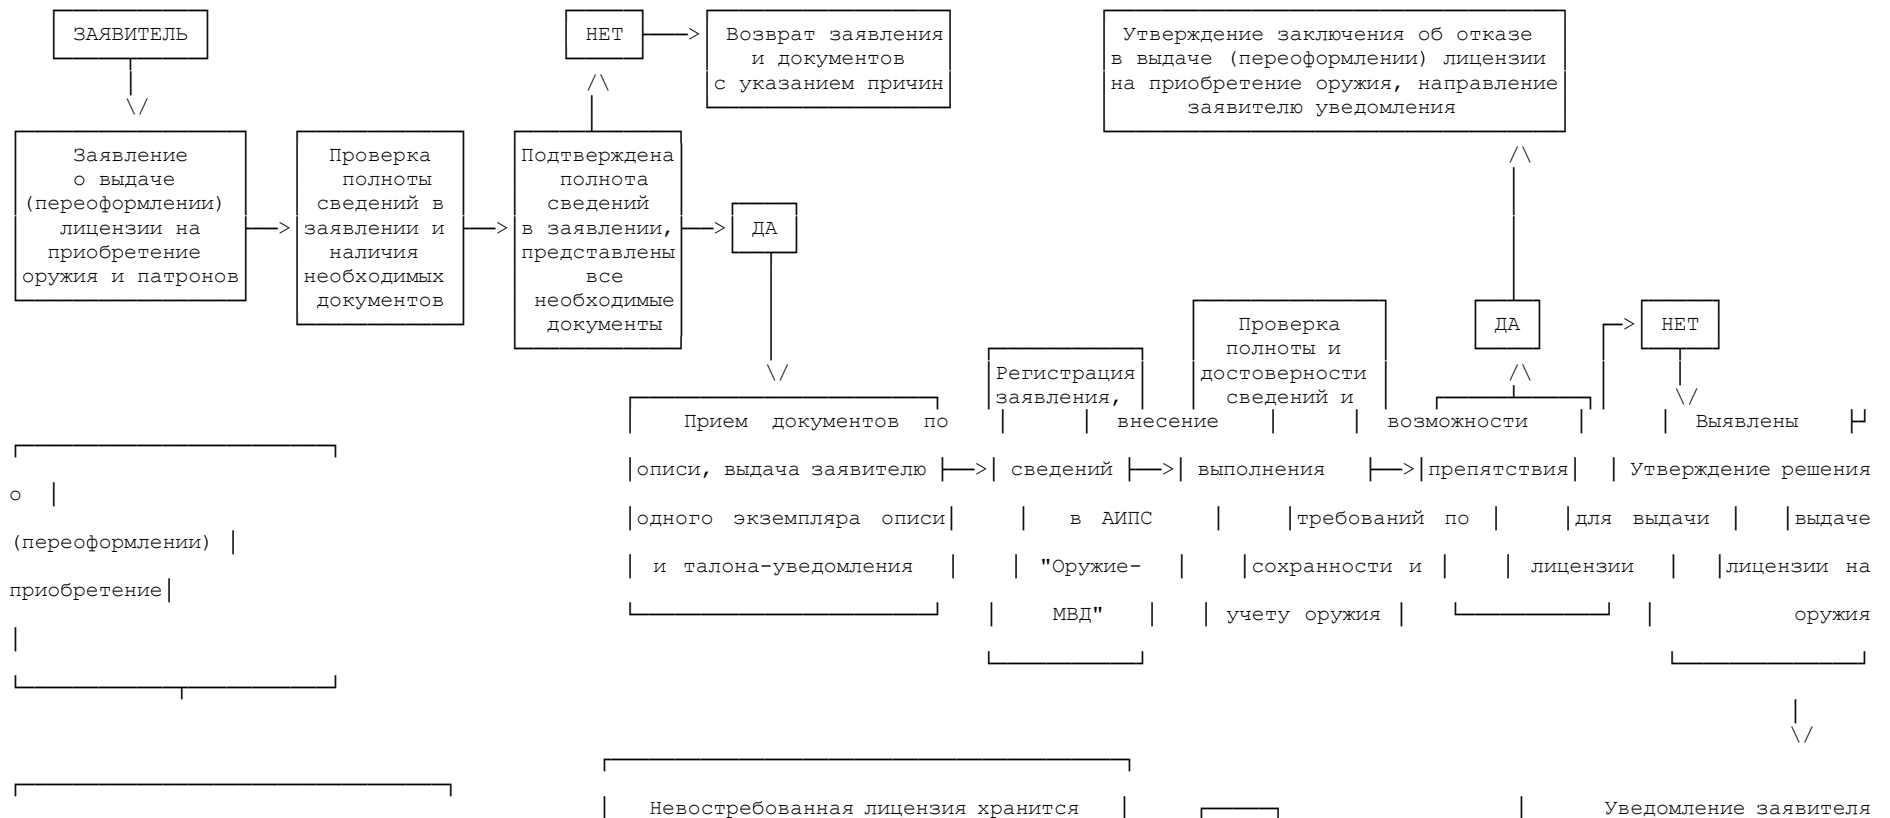 ЗАЯВИТЕЛЬ
НЕТ
Возврат заявления
и документов
с указанием причин
Утверждение заключения об отказе
в выдаче (переоформлении) лицензии
на приобретение оружия, направление
заявителю уведомления
Заявление
о выдаче
(переоформлении)
лицензии на
приобретение
оружия и патронов
Проверка
полноты
сведений в
заявлении и
наличия
необходимых
документов
Подтверждена
полнота
сведений
в заявлении,
представлены
все
необходимые
документы
ДА
Регистрация
заявления,
Проверка
полноты и
достоверности
сведений и
ДА
НЕТ
Прием документов по внесение возможности Выявлены
описи, выдача заявителю сведений выполнения препятствия Утверждение решения
о
одного экземпляра описи в АИПС требований по для выдачи выдаче
(переоформлении)
и талона-уведомления "Оружие- сохранности и лицензии лицензии на
приобретение
МВД" учету оружия оружия
Невостребованная лицензия хранится Уведомление заявителя